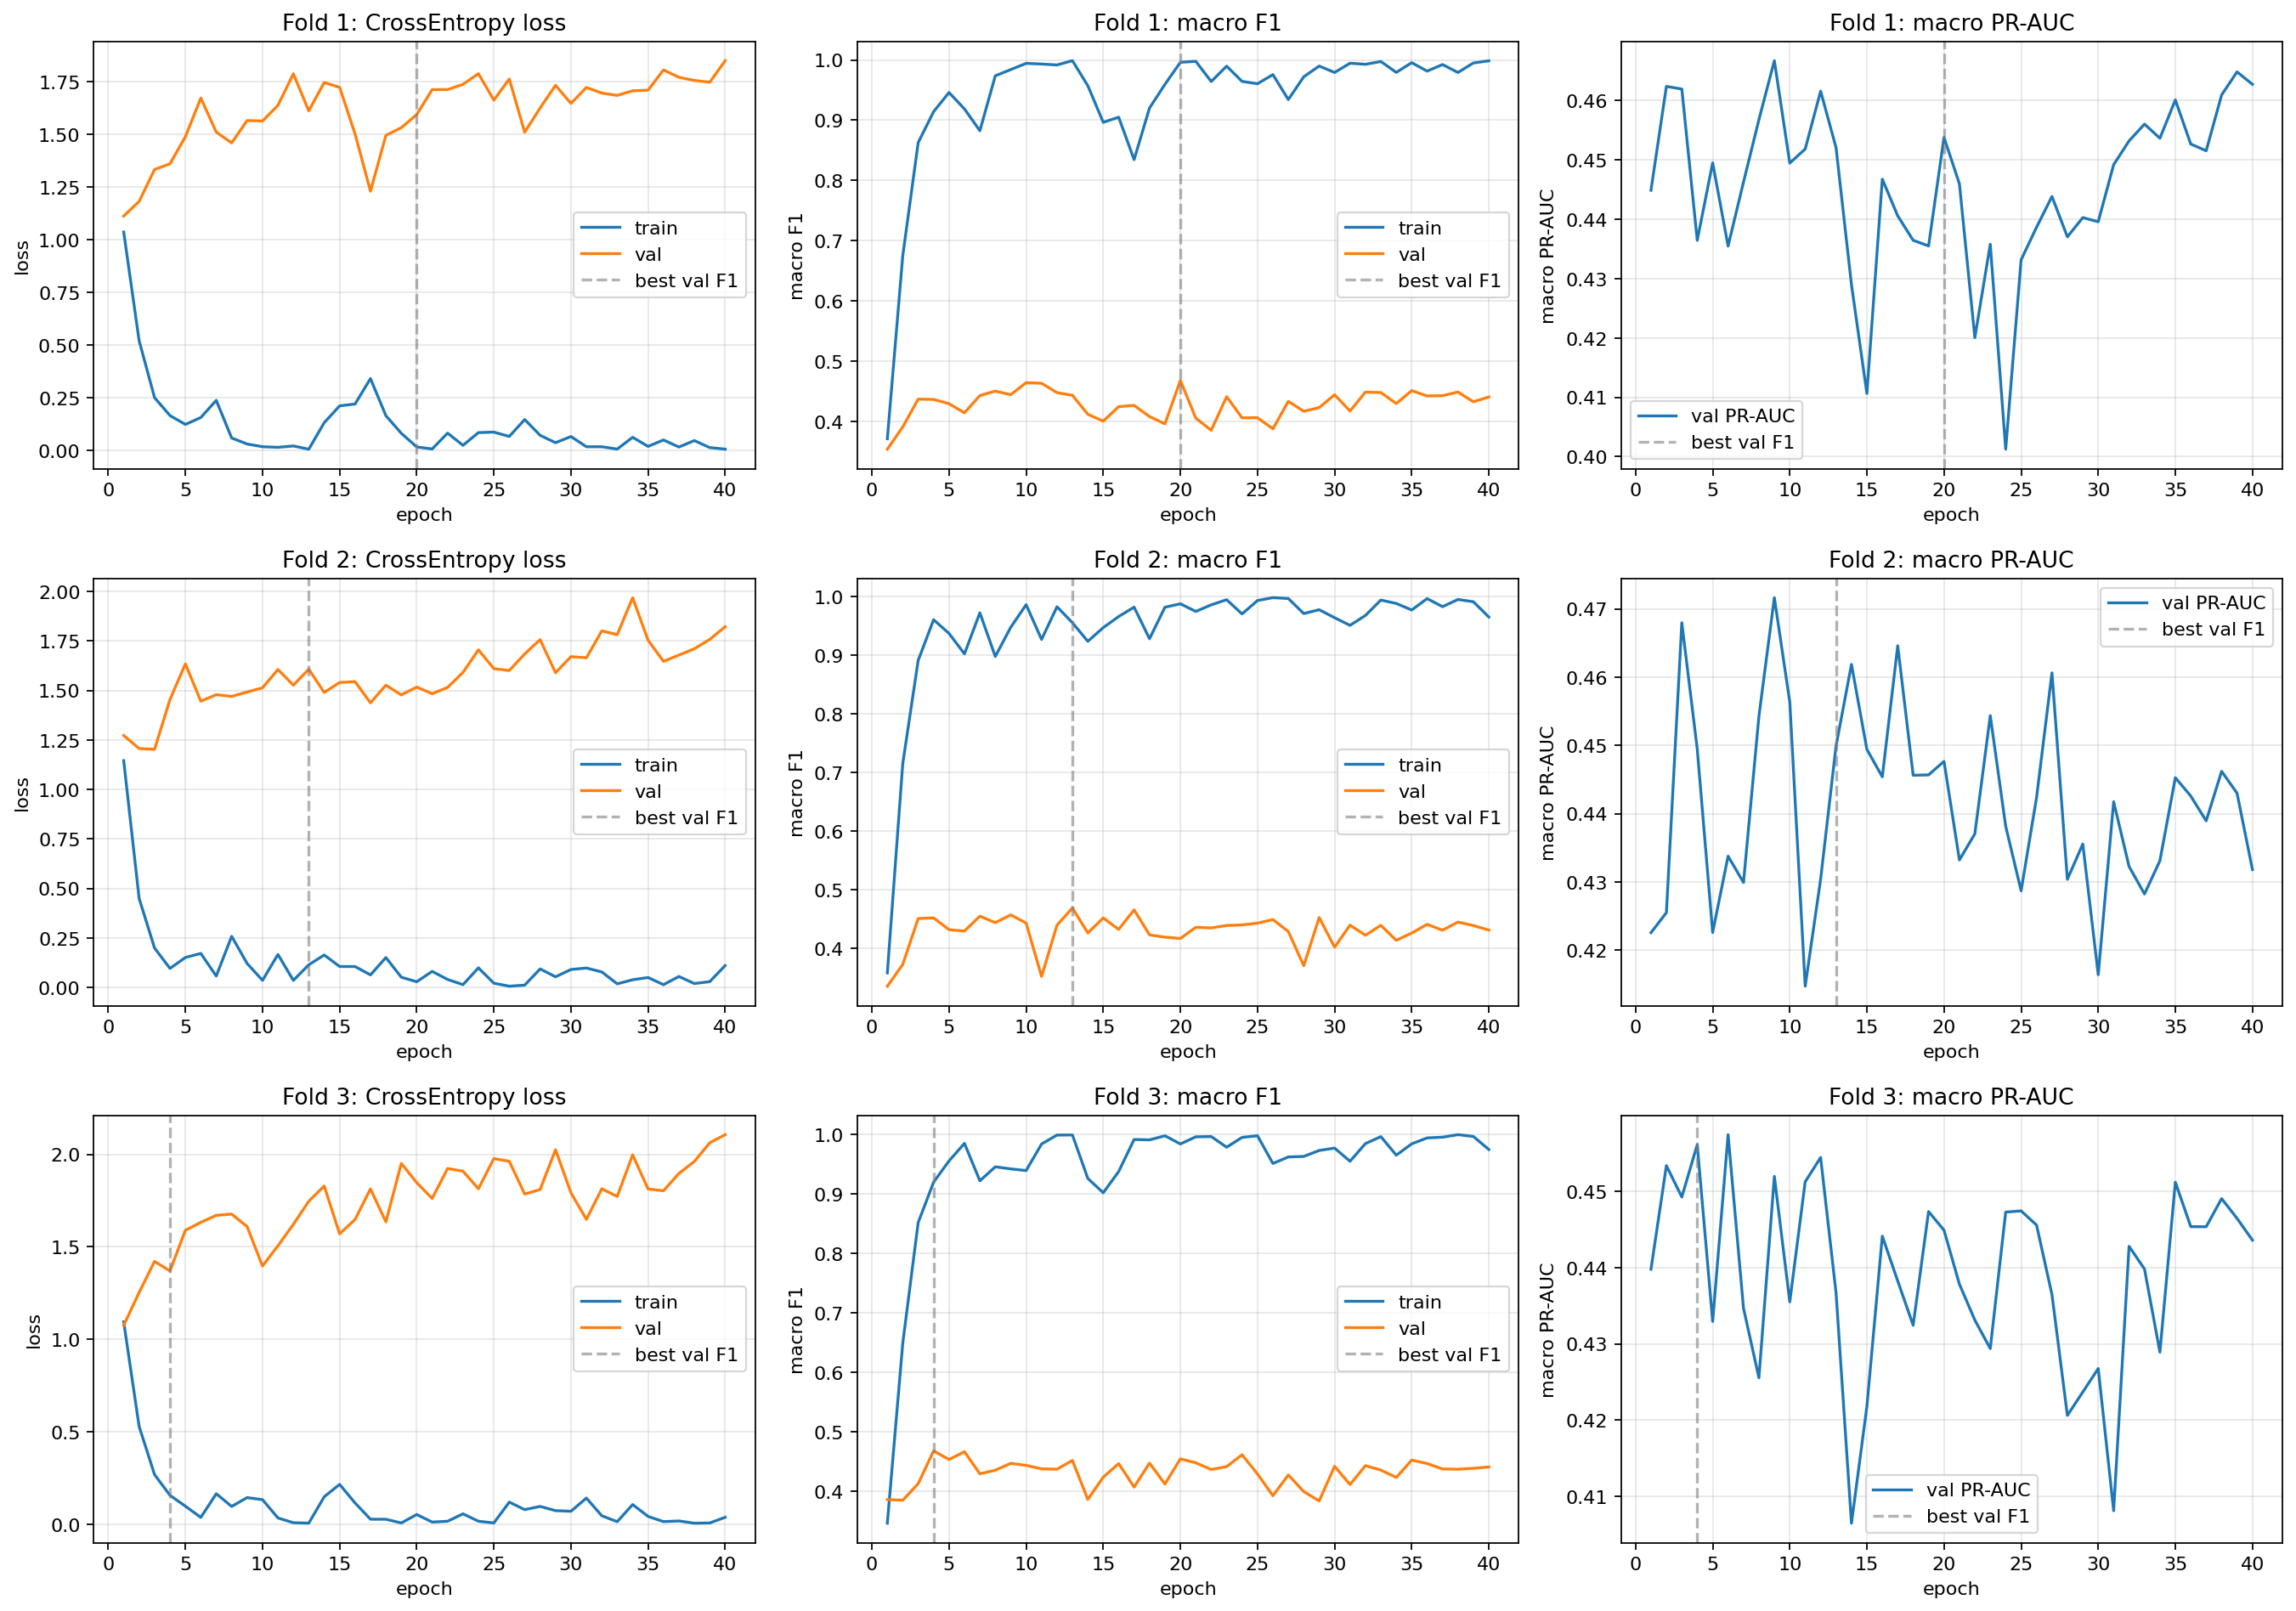 Fold 1: CrossEntropy loss
loss
1.75
1.50
1.25
1.00
0.75
0.50
0.25
0.00
train
val
best val F1
0 5 10 15 20 25 30 35 40
epoch
Fold 1: macro F1
macro F1
1.0
0.9
0.8
0.7
0.6
0.5
0.4
train
val
best val F1
0 5 10 15 20 25 30 35 40
epoch
Fold 1: macro PR-AUC
macro PR-AUC
0.46
0.45
0.44
0.43
0.42
0.41
0.40
val PR-AUC
best val F1
0 5 10 15 20 25 30 35 40
epoch
Fold 2: CrossEntropy loss
loss
2.00
1.75
1.50
1.25
1.00
0.75
0.50
0.25
0.00
train
val
best val F1
0 5 10 15 20 25 30 35 40
epoch
Fold 2: macro F1
macro F1
1.0
0.9
0.8
0.7
0.6
0.5
0.4
train
val
best val F1
0 5 10 15 20 25 30 35 40
epoch
Fold 2: macro PR-AUC
macro PR-AUC
0.47
0.46
0.45
0.44
0.43
0.42
val PR-AUC
best val F1
0 5 10 15 20 25 30 35 40
epoch
Fold 3: CrossEntropy loss
loss
2.0
1.5
1.0
0.5
0.0
train
val
best val F1
0 5 10 15 20 25 30 35 40
epoch
Fold 3: macro F1
macro F1
1.0
0.9
0.8
0.7
0.6
0.5
0.4
train
val
best val F1
0 5 10 15 20 25 30 35 40
epoch
Fold 3: macro PR-AUC
macro PR-AUC
0.45
0.44
0.43
0.42
0.41
val PR-AUC
best val F1
0 5 10 15 20 25 30 35 40
epoch